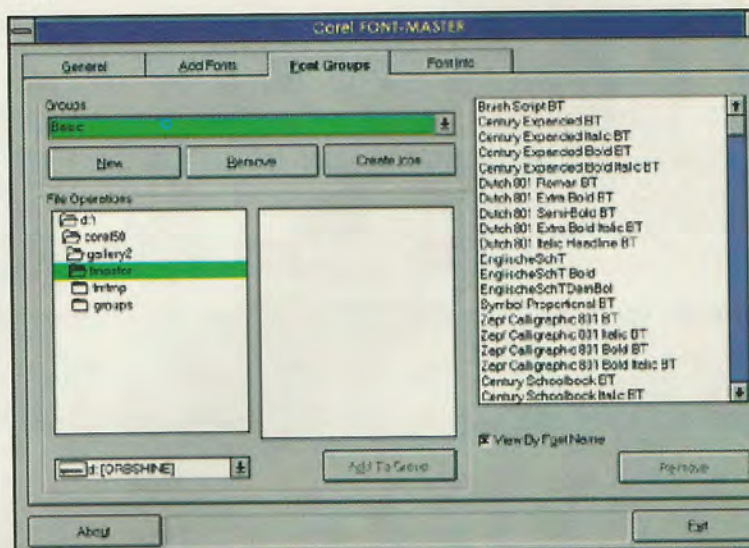 Corel FONT-MASTER
General
Add Fonts
Font Groups
Font Info
Groups
Basic
New
Remove
Create Icon
File Operations
d:\
corel50
gallery2
fmaster
fmtmp
groups
d: [ORBSHINE]
Add To Group
Brush Script BT
Century Expanded BT
Century Expanded Italic BT
Century Expanded Bold BT
Century Expanded Bold Italic BT
Dutch 801 Roman BT
Dutch 801 Extra Bold BT
Dutch 801 Semi-Bold BT
Dutch 801 Extra Bold Italic BT
Dutch 801 Italic Headline BT
EnglischeSchT
EnglischeSchT Bold
EnglischeSchTDemBol
Symbol Proportional BT
Zapf Calligraphic 801 BT
Zapf Calligraphic 801 Italic BT
Zapf Calligraphic 801 Bold BT
Zapf Calligraphic 801 Bold Italic BT
Century Schoolbook BT
Century Schoolbook Italic BT
View By Font Name
Remove
About
Exit